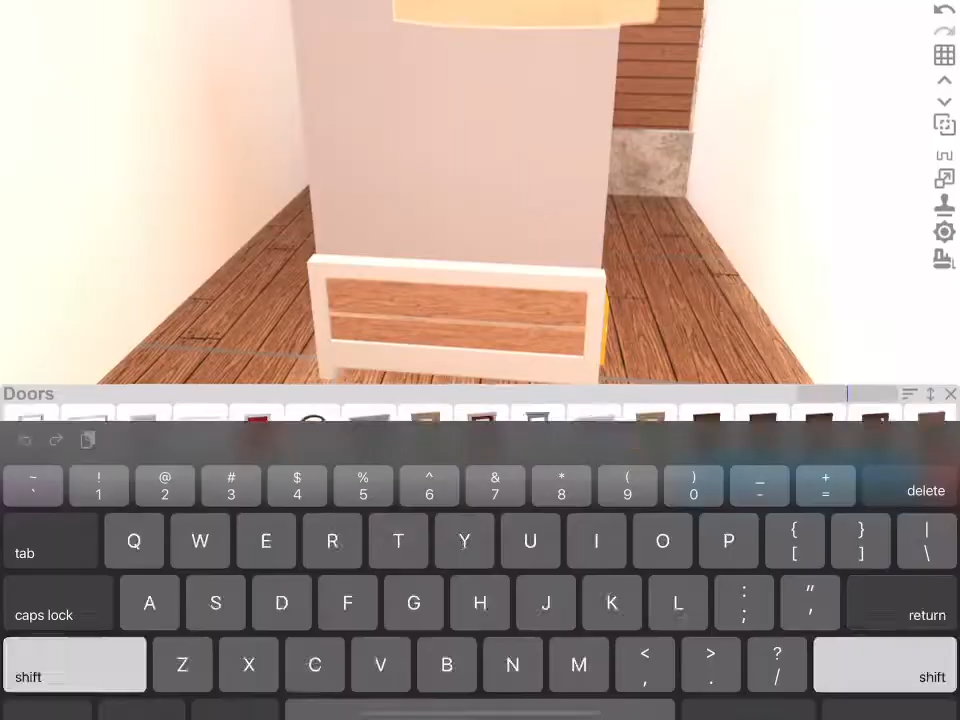 Doors
~ ! @ # $ % ^ & * ( ) _ +
` 1 2 3 4 5 6 7 8 9 0 - = delete
tab Q W E R T Y U I O P { [ } ] | \
caps lock A S D F G H J K L : ; " ' return
shift Z X C V B N M < , > . ? / shift